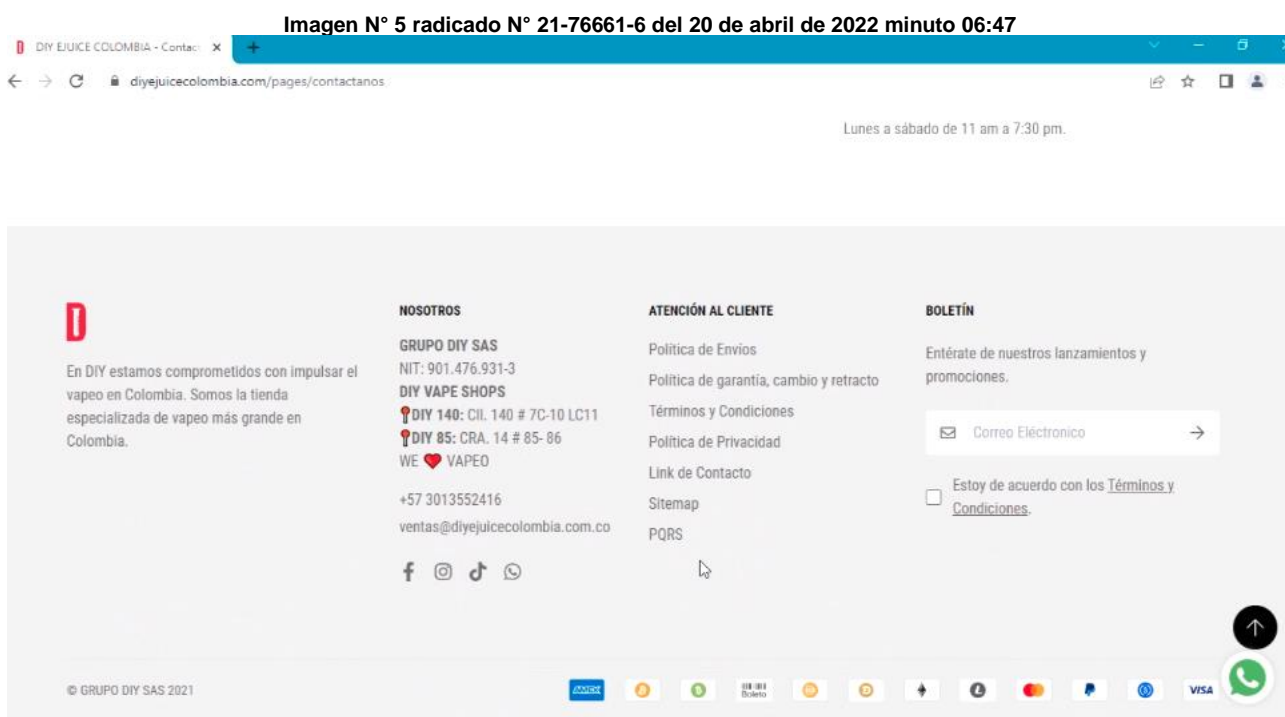 Imagen N° 5 radicado N° 21-76661-6 del 20 de abril de 2022 minuto 06:47
DIY EJUICE COLOMBIA - Contac
diyejuicecolombia.com/pages/contactanos
Lunes a sábado de 11 am a 7:30 pm.
D
En DIY estamos comprometidos con impulsar el
vapeo en Colombia. Somos la tienda
especializada de vapeo más grande en
Colombia.
NOSOTROS
GRUPO DIY SAS
NIT: 901.476.931-3
DIY VAPE SHOPS
📍DIY 140: Cll. 140 # 7C-10 LC11
📍DIY 85: CRA. 14 # 85- 86
WE ❤️ VAPEO
+57 3013552416
ventas@diyejuicecolombia.com.co
ATENCIÓN AL CLIENTE
Política de Envíos
Política de garantía, cambio y retracto
Términos y Condiciones
Política de Privacidad
Link de Contacto
Sitemap
PQRS
BOLETÍN
Entérate de nuestros lanzamientos y
promociones.
Correo Eléctronico
Estoy de acuerdo con los Términos y
Condiciones.
© GRUPO DIY SAS 2021
AMEX
Boleto
VISA